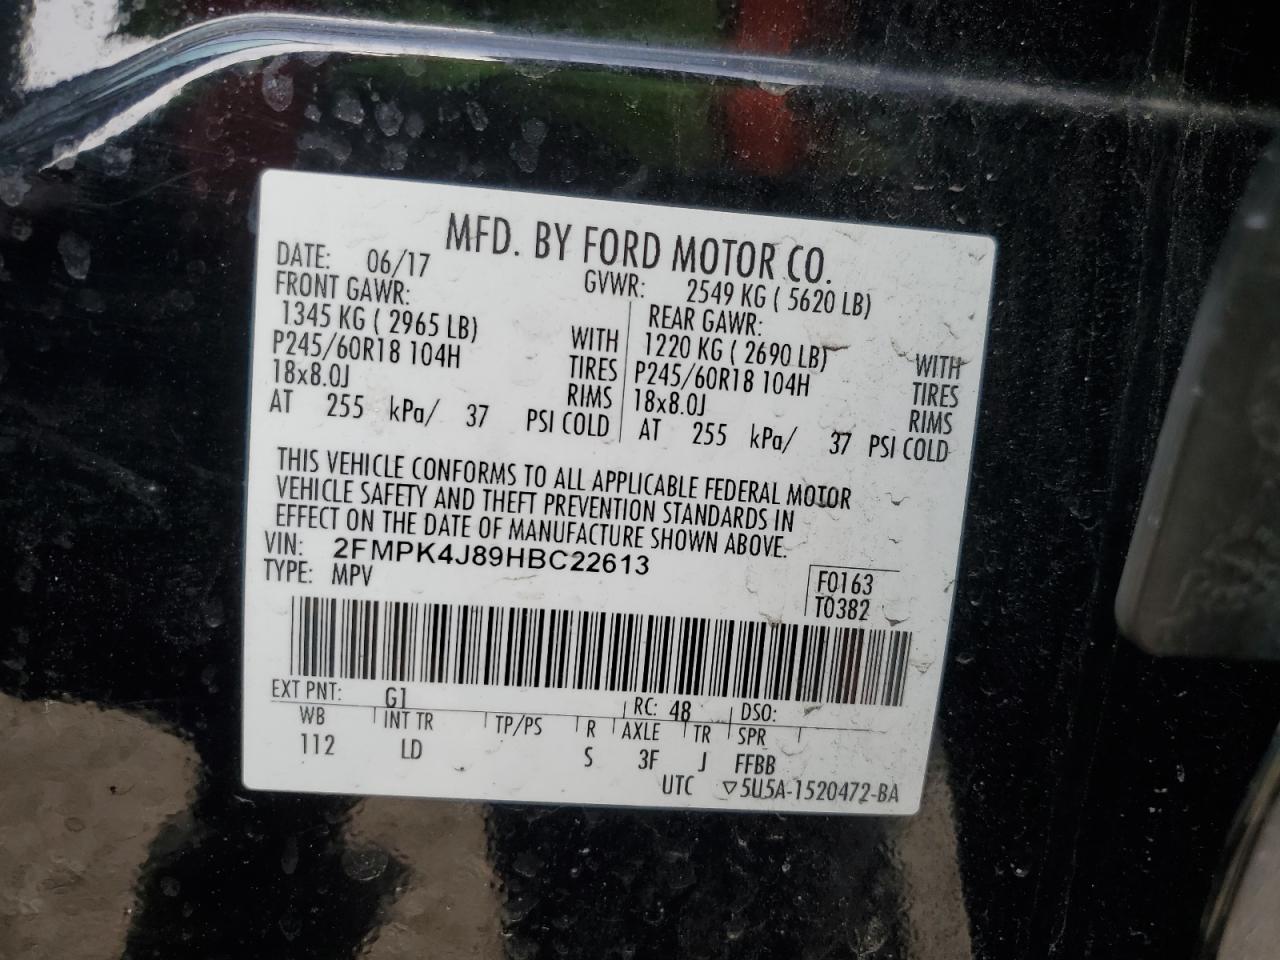 MFD. BY FORD MOTOR CO.
DATE: 06/17 GVWR: 2549 KG ( 5620 LB)
FRONT GAWR: REAR GAWR:
1345 KG ( 2965 LB) WITH 1220 KG ( 2690 LB) WITH
P245/60R18 104H TIRES P245/60R18 104H TIRES
18x8.0J RIMS 18x8.0J RIMS
AT 255 kPa/ 37 PSI COLD AT 255 kPa/ 37 PSI COLD
THIS VEHICLE CONFORMS TO ALL APPLICABLE FEDERAL MOTOR
VEHICLE SAFETY AND THEFT PREVENTION STANDARDS IN
EFFECT ON THE DATE OF MANUFACTURE SHOWN ABOVE.
VIN: 2FMPK4J89HBC22613
TYPE: MPV F0163
T0382
EXT PNT: G1 RC: 48 DSO:
WB INT TR TP/PS R AXLE TR SPR
112 LD S 3F J FFBB
UTC ▽5U5A-1520472-BA